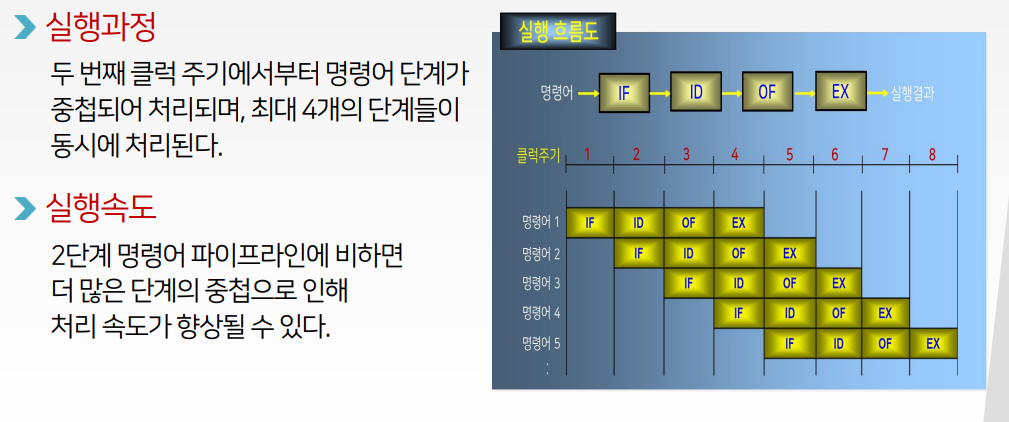 실행과정
두 번째 클럭 주기에서부터 명령어 단계가
중첩되어 처리되며, 최대 4개의 단계들이
동시에 처리된다.
실행속도
2단계 명령어 파이프라인에 비하면
더 많은 단계의 중첩으로 인해
처리 속도가 향상될 수 있다.
실행 흐름도
명령어 IF ID OF EX 실행결과
클럭주기 1 2 3 4 5 6 7 8
명령어 1 IF ID OF EX
명령어 2 IF ID OF EX
명령어 3 IF ID OF EX
명령어 4 IF ID OF EX
명령어 5 IF ID OF EX
: